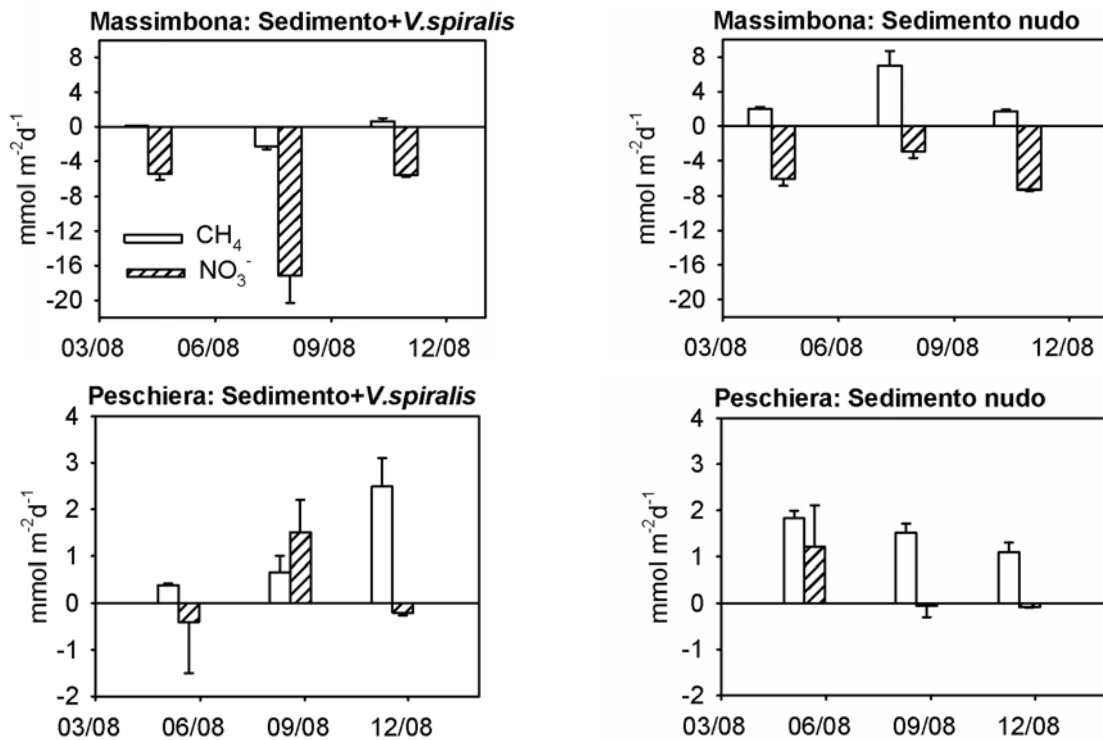 Massimbona: Sedimento+V.spiralis
mmol m⁻²d⁻¹
8
4
0
-4
-8
-12
-16
-20
CH₄
NO₃⁻
03/08 06/08 09/08 12/08
Massimbona: Sedimento nudo
mmol m⁻²d⁻¹
8
4
0
-4
-8
-12
-16
-20
03/08 06/08 09/08 12/08
Peschiera: Sedimento+V.spiralis
mmol m⁻²d⁻¹
4
3
2
1
0
-1
-2
03/08 06/08 09/08 12/08
Peschiera: Sedimento nudo
mmol m⁻²d⁻¹
4
3
2
1
0
-1
-2
03/08 06/08 09/08 12/08